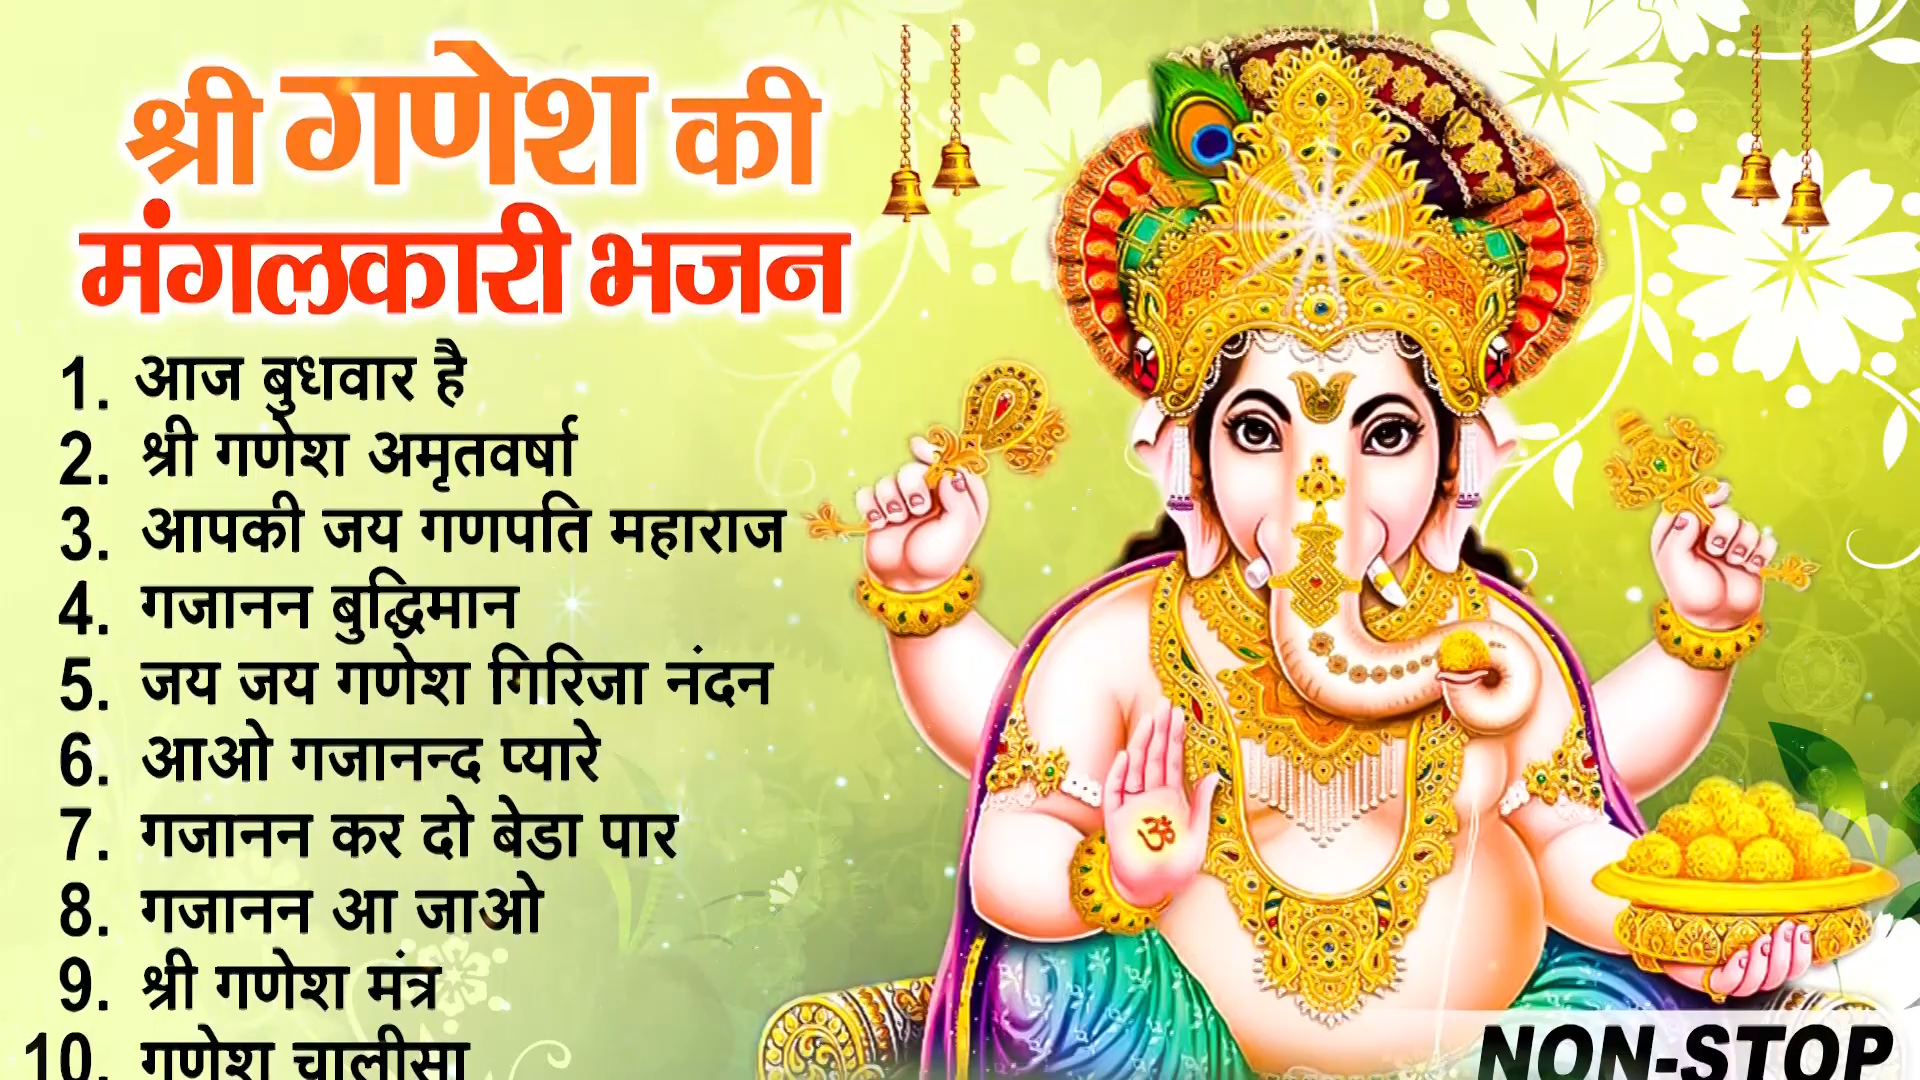 श्री गणेश की
मंगलकारी भजन
1. आज बुधवार है
2. श्री गणेश अमृतवर्षा
3. आपकी जय गणपति महाराज
4. गजानन बुद्धिमान
5. जय जय गणेश गिरिजा नंदन
6. आओ गजानन्द प्यारे
7. गजानन कर दो बेडा पार
8. गजानन आ जाओ
9. श्री गणेश मंत्र
10. गणेश चालीसा
ॐ
NON-STOP